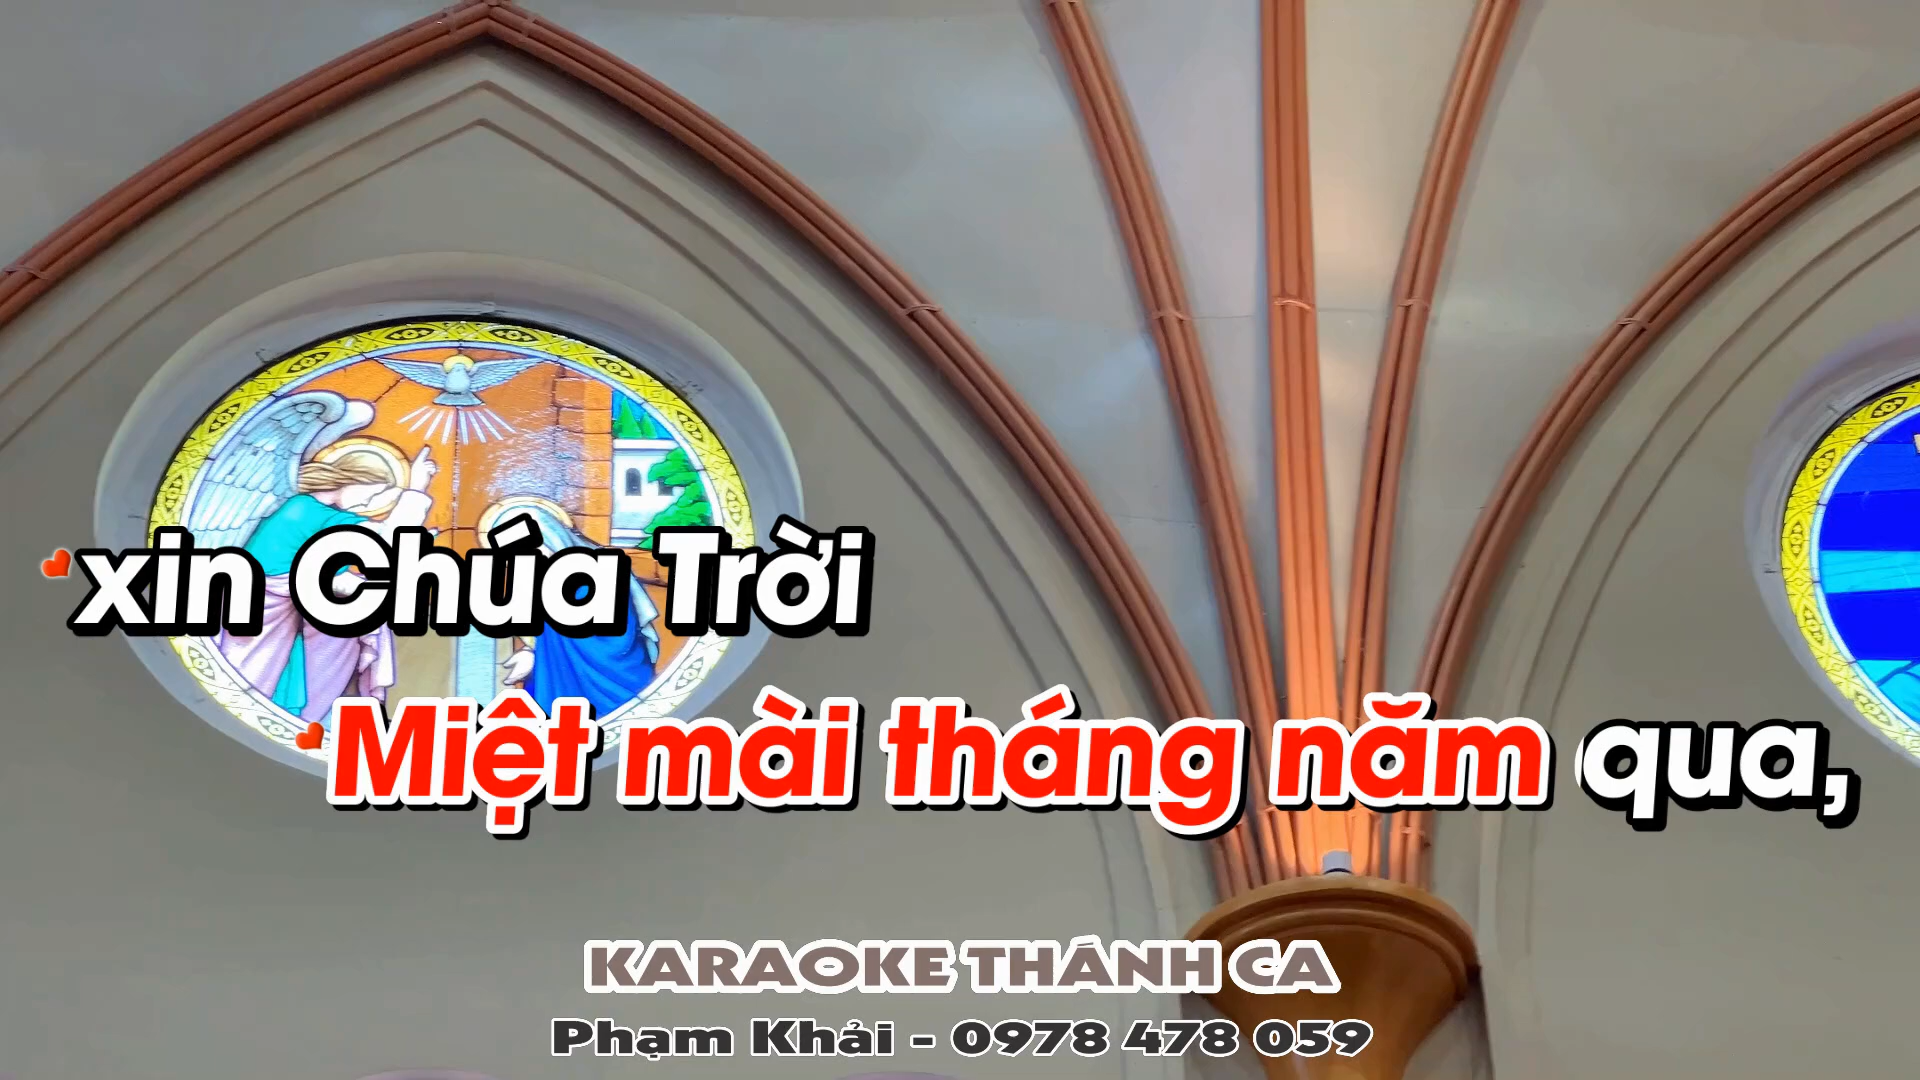 xin Chúa Trời
Miệt mài tháng năm qua,
KARAOKE THÁNH CA
Phạm Khải - 0978 478 059